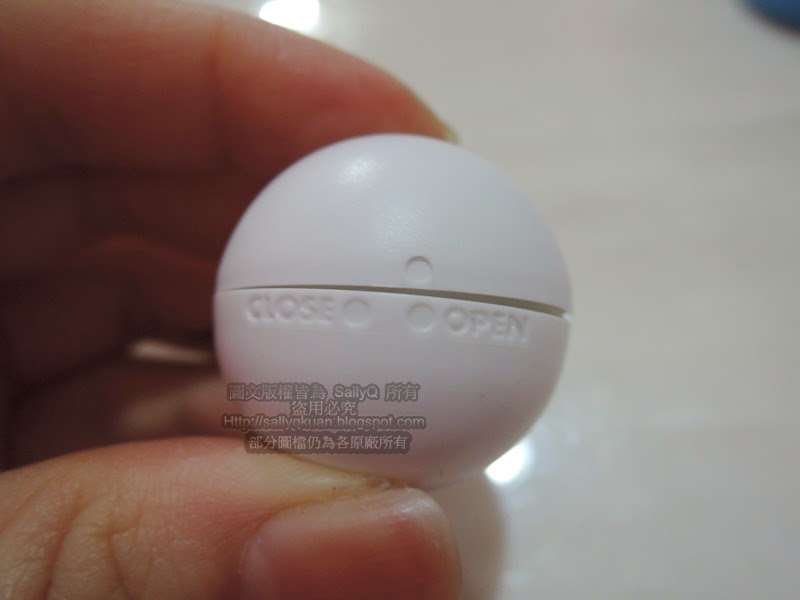 CLOSE OPEN
圖文版權皆為 SallyQ 所有
盜用必究
Http://sallyqkuan.blogspot.com
部分圖檔仍為各原廠所有